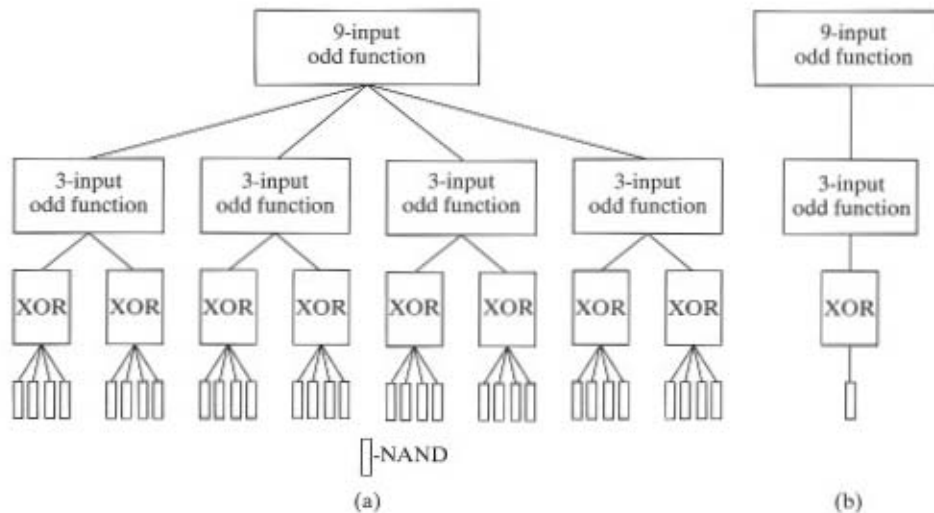 9-input
odd function
9-input
odd function
3-input
odd function
3-input
odd function
3-input
odd function
3-input
odd function
3-input
odd function
XOR
XOR
XOR
XOR
XOR
XOR
XOR
XOR
XOR
-NAND
(a)
(b)